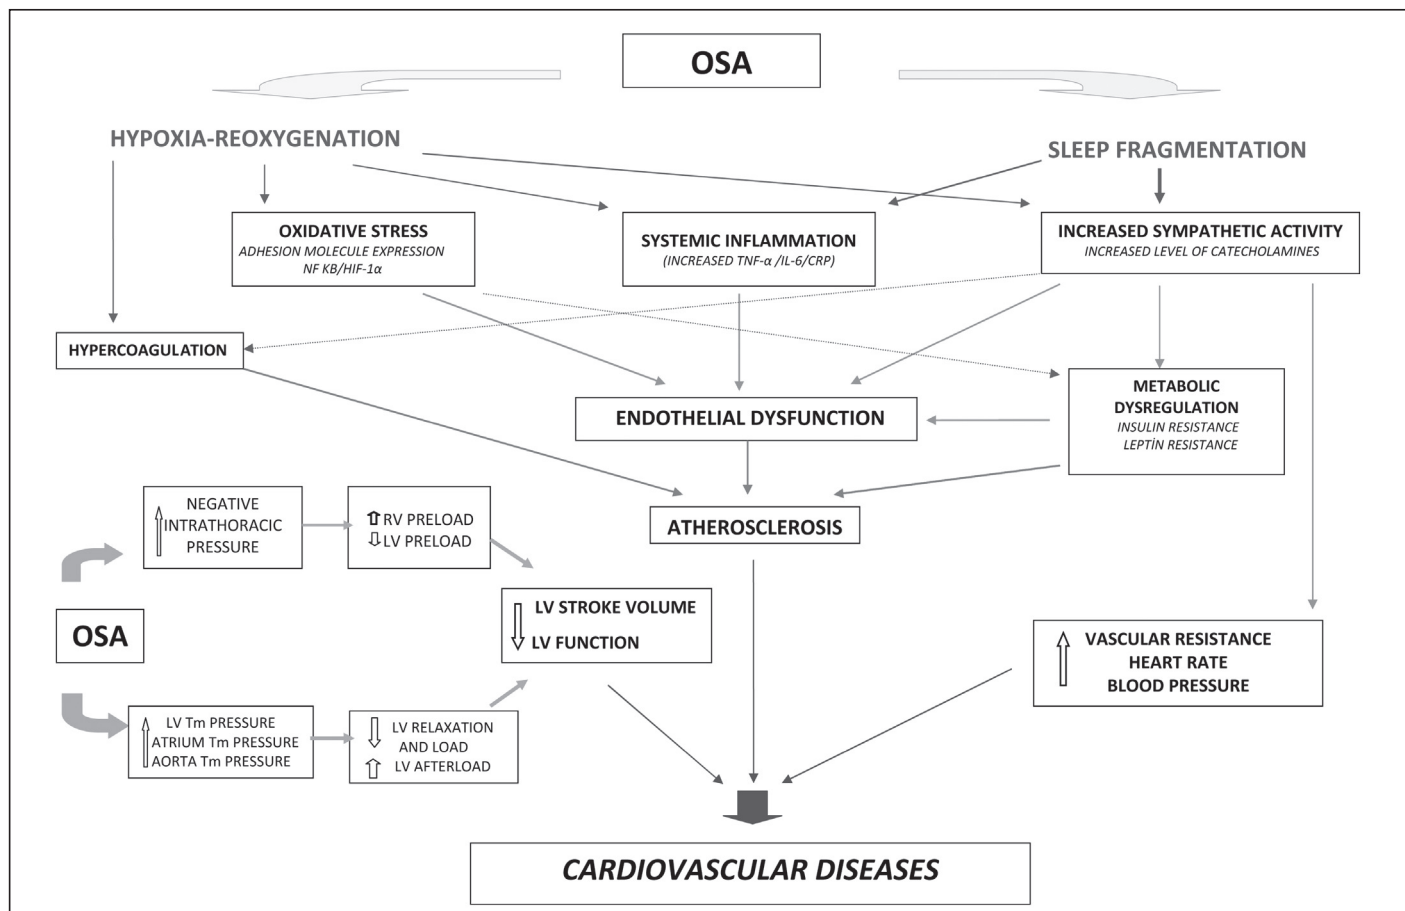 OSA
HYPOXIA-REOXYGENATION
SLEEP FRAGMENTATION
OXIDATIVE STRESS
ADHESION MOLECULE EXPRESSION
NF KB/HIF-1α
SYSTEMIC INFLAMMATION
(INCREASED TNF-α /IL-6/CRP)
INCREASED SYMPATHETIC ACTIVITY
INCREASED LEVEL OF CATECHOLAMINES
HYPERCOAGULATION
METABOLIC
DYSREGULATION
INSULIN RESISTANCE
LEPTİN RESISTANCE
ENDOTHELIAL DYSFUNCTION
ATHEROSCLEROSIS
NEGATIVE
INTRATHORACIC
PRESSURE
RV PRELOAD
LV PRELOAD
OSA
LV STROKE VOLUME
LV FUNCTION
VASCULAR RESISTANCE
HEART RATE
BLOOD PRESSURE
LV Tm PRESSURE
ATRIUM Tm PRESSURE
AORTA Tm PRESSURE
LV RELAXATION
AND LOAD
LV AFTERLOAD
CARDIOVASCULAR DISEASES